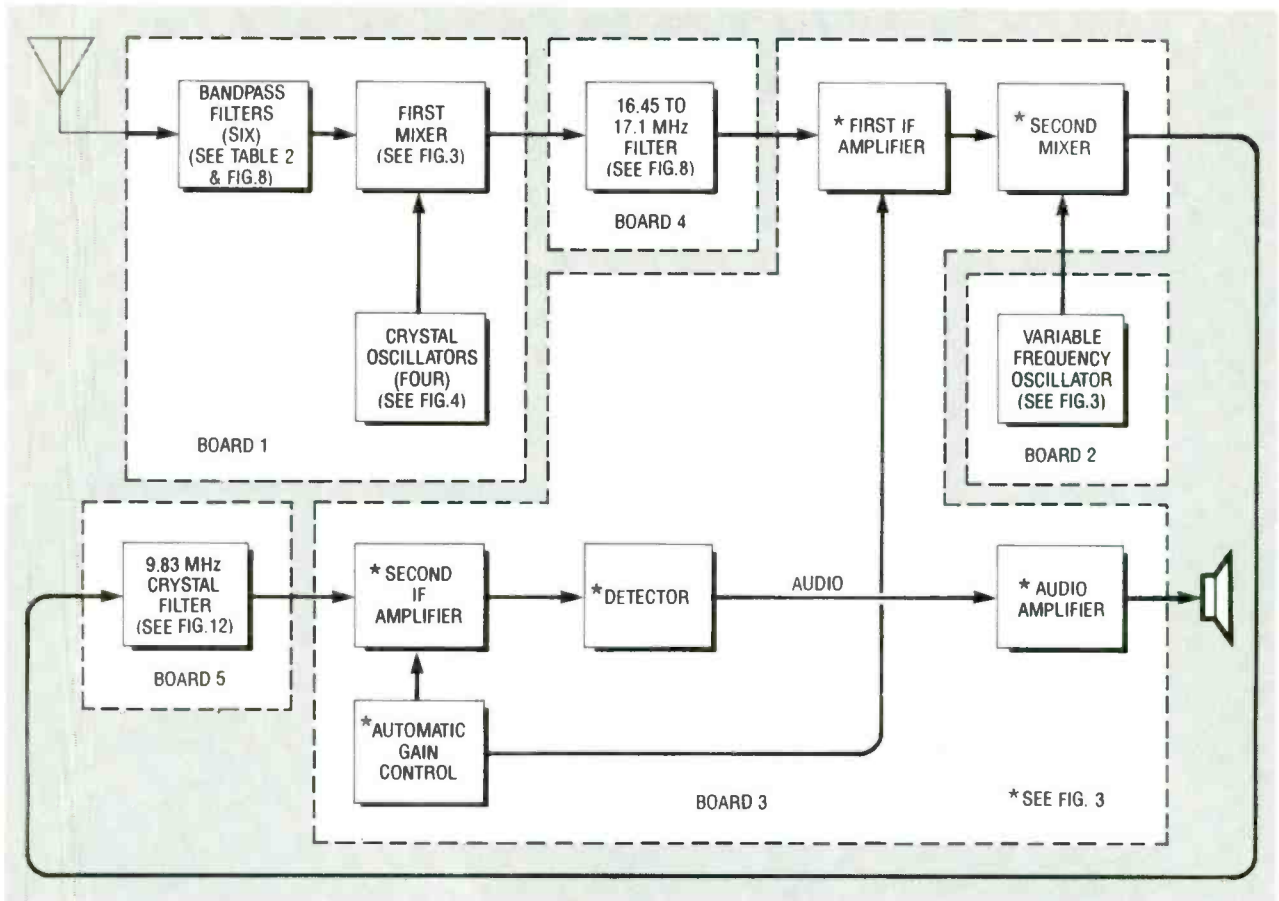 BANDPASS
FILTERS
(SIX)
(SEE TABLE 2
& FIG.8)
FIRST
MIXER
(SEE FIG.3)
CRYSTAL
OSCILLATORS
(FOUR)
(SEE FIG.4)
BOARD 1
16.45 TO
17.1 MHz
FILTER
(SEE FIG.8)
BOARD 4
* FIRST IF
AMPLIFIER
* SECOND
MIXER
VARIABLE
FREQUENCY
OSCILLATOR
(SEE FIG.3)
BOARD 2
9.83 MHz
CRYSTAL
FILTER
(SEE FIG.12)
BOARD 5
* SECOND
IF
AMPLIFIER
*DETECTOR
AUDIO
* AUDIO
AMPLIFIER
*AUTOMATIC
GAIN
CONTROL
BOARD 3
*SEE FIG. 3